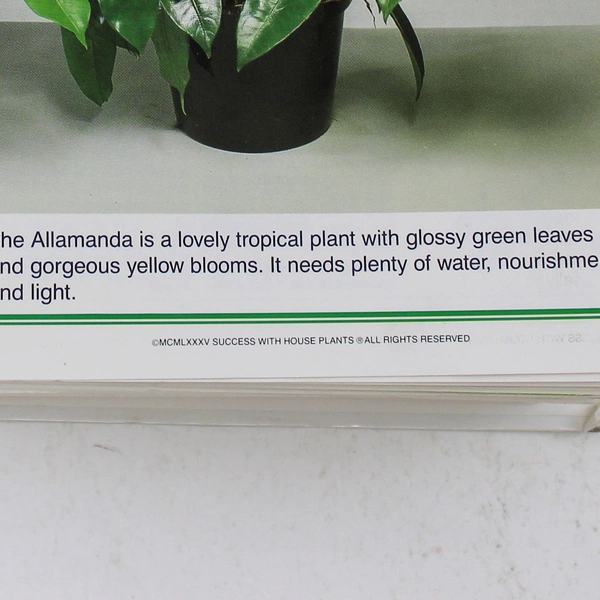 he Allamanda is a lovely tropical plant with glossy green leaves
nd gorgeous yellow blooms. It needs plenty of water, nourishme
nd light.
©MCMLXXXV SUCCESS WITH HOUSE PLANTS ® ALL RIGHTS RESERVED